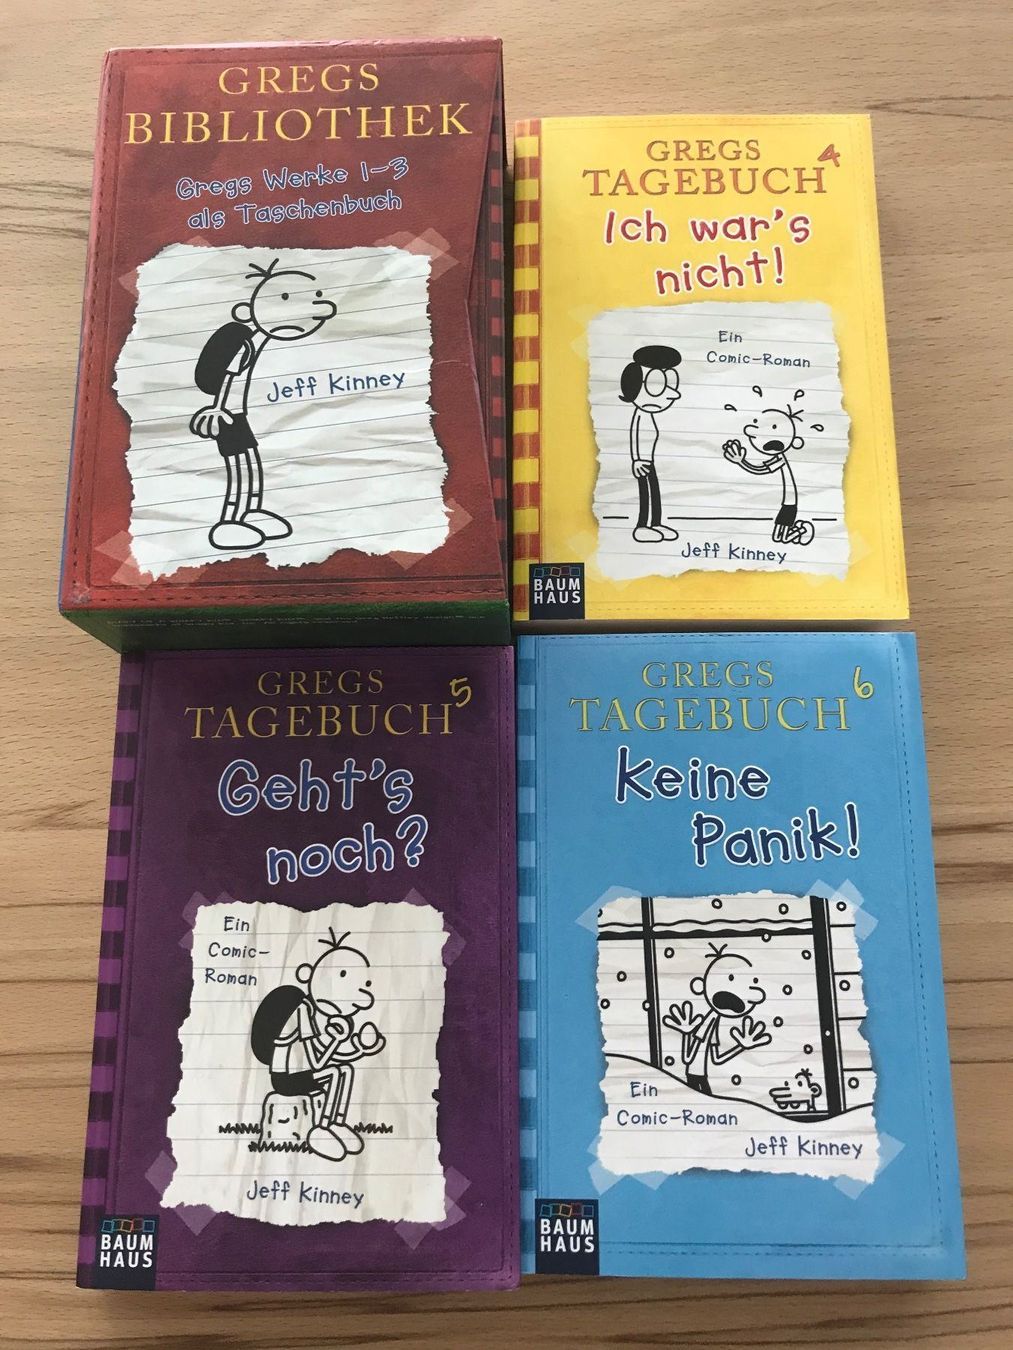 GREGS
BIBLIOTHEK
Gregs Werke 1-3
als Taschenbuch
Jeff Kinney
GREGS
TAGEBUCH 4
Ich war's
nicht!
Ein
Comic-Roman
Jeff Kinney
BAUM
HAUS
GREGS
TAGEBUCH 5
Geht's
noch?
Ein
Comic-
Roman
Jeff Kinney
BAUM
HAUS
GREGS
TAGEBUCH 6
Keine
Panik!
Ein
Comic-Roman
Jeff Kinney
BAUM
HAUS